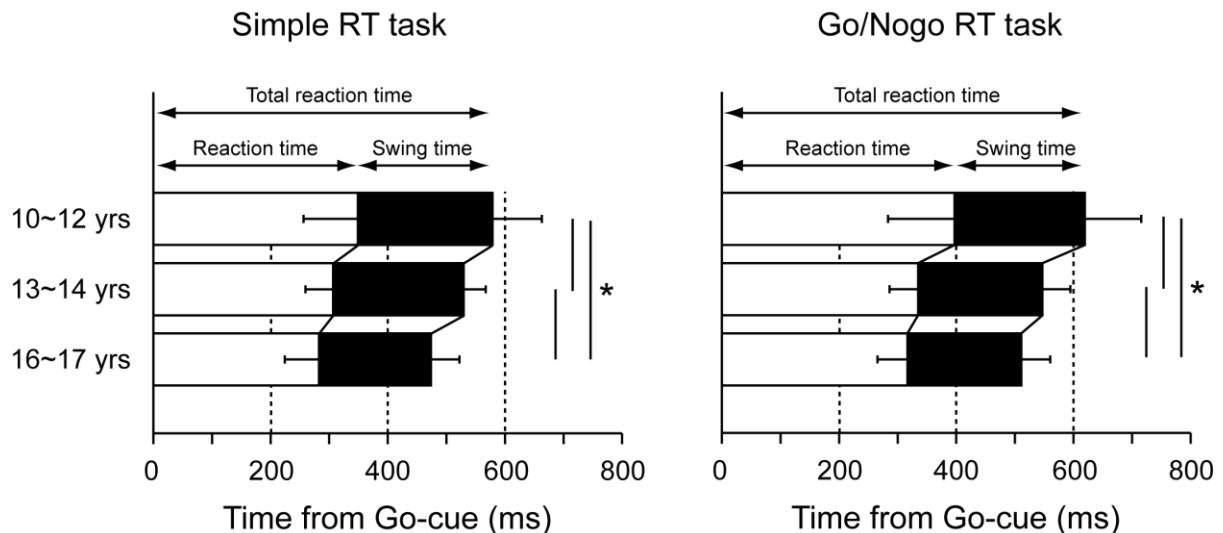 Simple RT task
Total reaction time
Reaction time Swing time
10~12 yrs
13~14 yrs
16~17 yrs
*
0 200 400 600 800
Time from Go-cue (ms)
Go/Nogo RT task
Total reaction time
Reaction time Swing time
*
0 200 400 600 800
Time from Go-cue (ms)